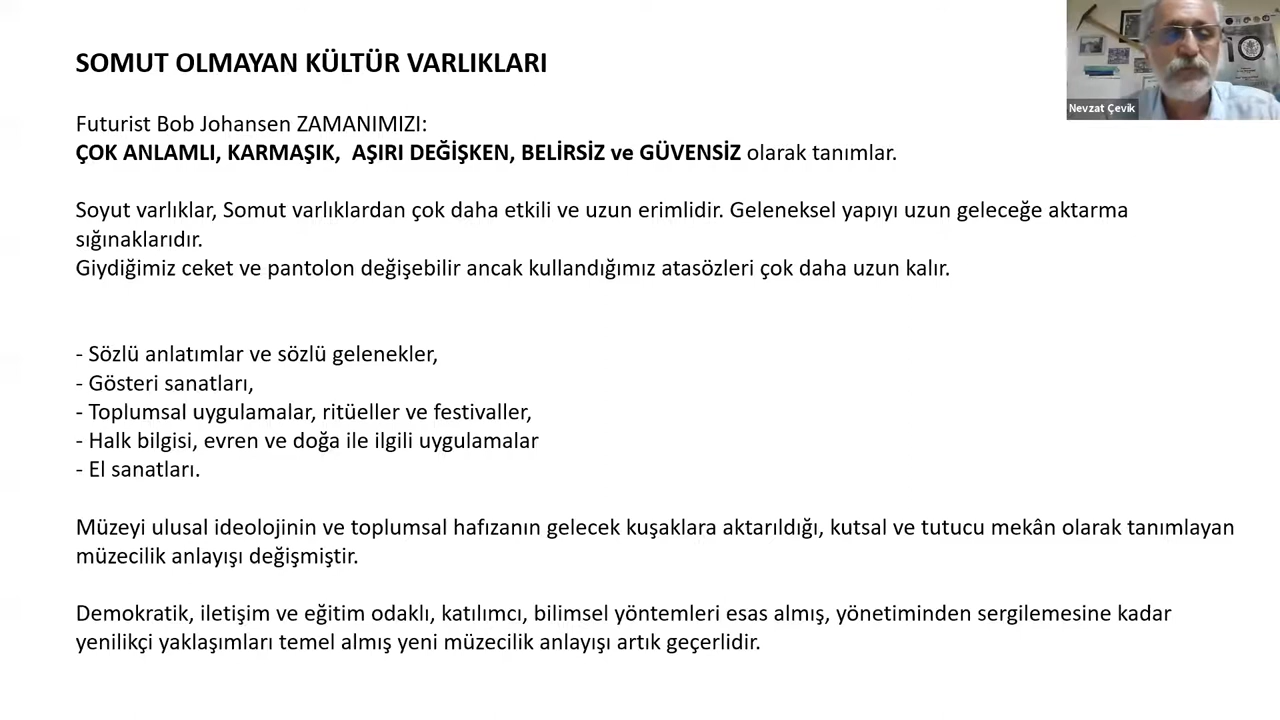 SOMUT OLMAYAN KÜLTÜR VARLIKLARI
Nevzat Çevik
Futurist Bob Johansen ZAMANIMIZI:
ÇOK ANLAMLI, KARMAŞIK,  AŞIRI DEĞİŞKEN, BELİRSİZ ve GÜVENSİZ olarak tanımlar.
Soyut varlıklar, Somut varlıklardan çok daha etkili ve uzun erimlidir. Geleneksel yapıyı uzun geleceğe aktarma
sığınaklarıdır.
Giydiğimiz ceket ve pantolon değişebilir ancak kullandığımız atasözleri çok daha uzun kalır.
- Sözlü anlatımlar ve sözlü gelenekler,
- Gösteri sanatları,
- Toplumsal uygulamalar, ritüeller ve festivaller,
- Halk bilgisi, evren ve doğa ile ilgili uygulamalar
- El sanatları.
Müzeyi ulusal ideolojinin ve toplumsal hafızanın gelecek kuşaklara aktarıldığı, kutsal ve tutucu mekân olarak tanımlayan
müzecilik anlayışı değişmiştir.
Demokratik, iletişim ve eğitim odaklı, katılımcı, bilimsel yöntemleri esas almış, yönetiminden sergilemesine kadar
yenilikçi yaklaşımları temel almış yeni müzecilik anlayışı artık geçerlidir.